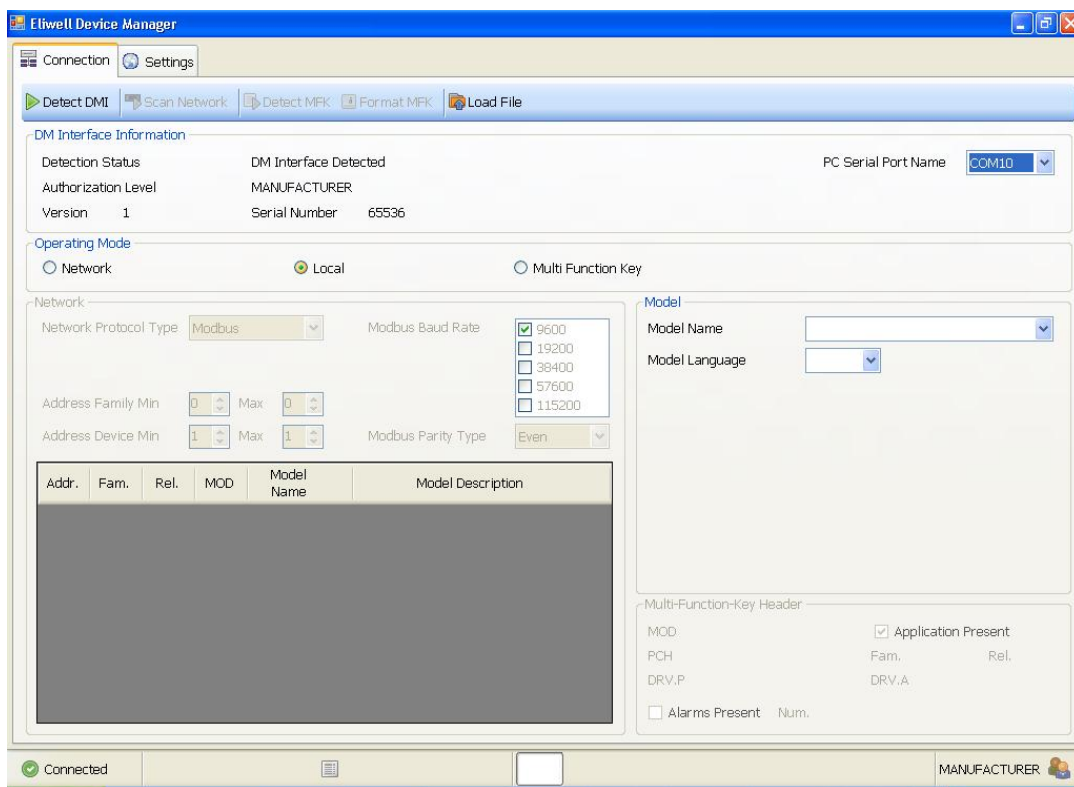 Eliwell Device Manager
Connection Settings
Detect DMI Scan Network Detect MFK Format MFK Load File
DM Interface Information
Detection Status DM Interface Detected PC Serial Port Name COM10
Authorization Level MANUFACTURER
Version 1 Serial Number 65536
Operating Mode
Network Local Multi Function Key
Network
Network Protocol Type Modbus Modbus Baud Rate 9600
19200
38400
57600
115200
Address Family Min 0 Max 0
Address Device Min 1 Max 1 Modbus Parity Type Even
Addr. Fam. Rel. MOD Model Name Model Description
Model
Model Name
Model Language
Multi-Function-Key Header
MOD Application Present
PCH Fam. Rel.
DRV.P DRV.A
Alarms Present Num.
Connected MANUFACTURER